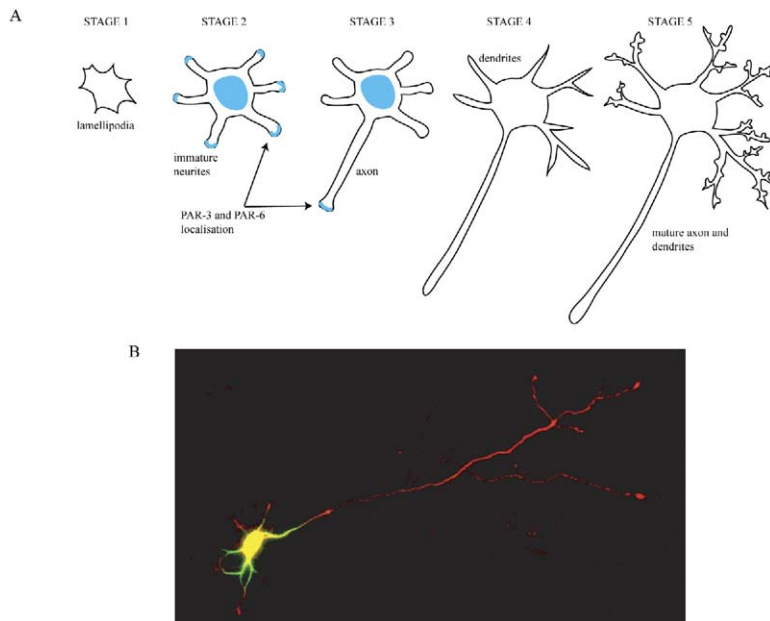 A
STAGE 1
STAGE 2
STAGE 3
STAGE 4
STAGE 5
lamellipodia
immature
neurites
axon
dendrites
PAR-3 and PAR-6
localisation
mature axon and
dendrites
B